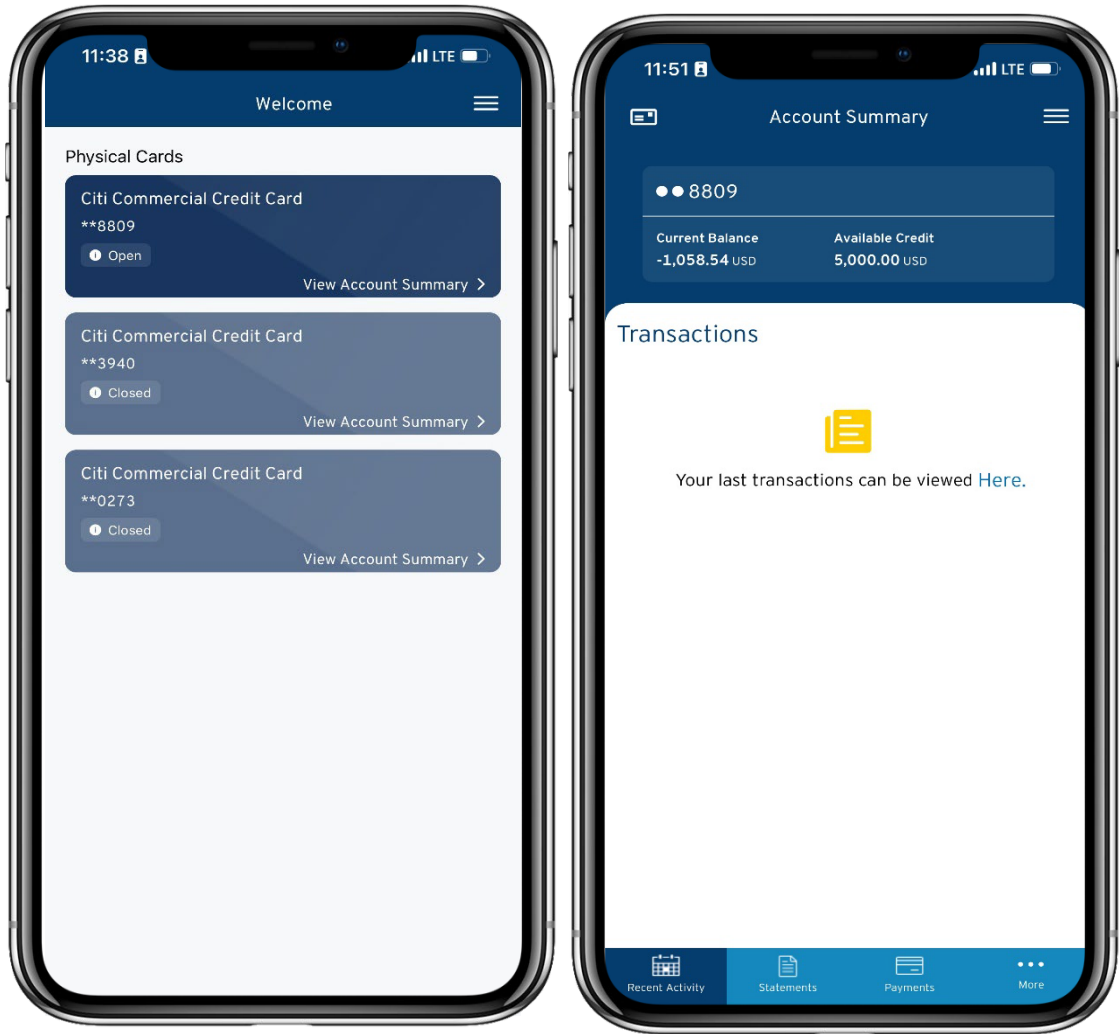 11:38
LTE
Welcome
Physical Cards
Citi Commercial Credit Card
**8809
Open
View Account Summary >
Citi Commercial Credit Card
**3940
Closed
View Account Summary >
Citi Commercial Credit Card
**0273
Closed
View Account Summary >
11:51
LTE
Account Summary
●●8809
Current Balance Available Credit
-1,058.54 USD 5,000.00 USD
Transactions
Your last transactions can be viewed Here.
Recent Activity Statements Payments More